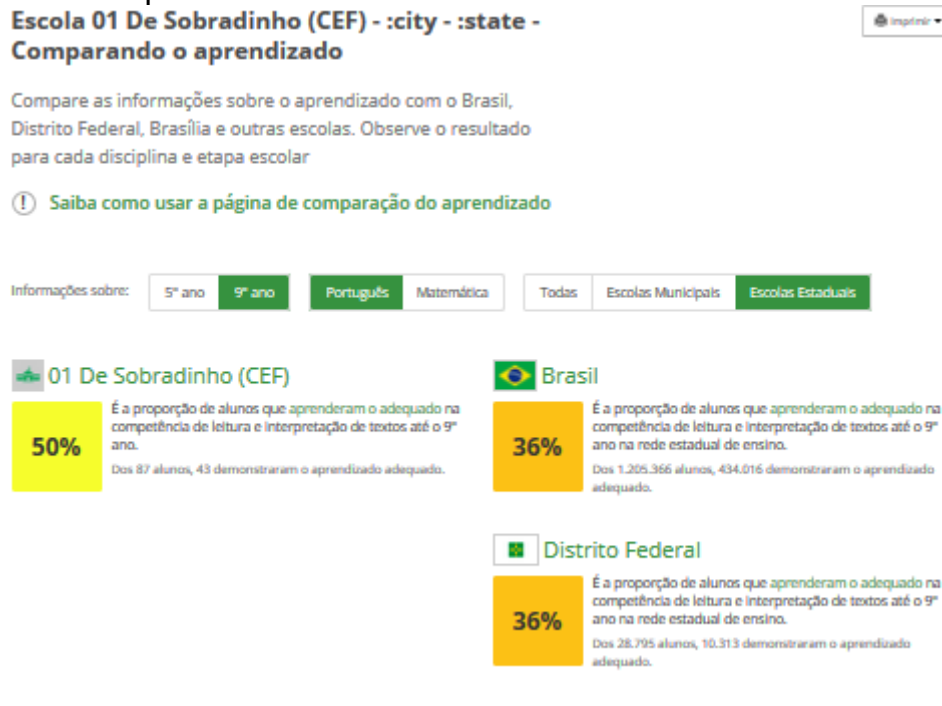 Escola 01 De Sobradinho (CEF) - :city - :state -
Comparando o aprendizado
Imprimir
Compare as informações sobre o aprendizado com o Brasil,
Distrito Federal, Brasília e outras escolas. Observe o resultado
para cada disciplina e etapa escolar
! Saiba como usar a página de comparação do aprendizado
Informações sobre: 5º ano 9º ano Português Matemática Todas Escolas Municipais Escolas Estaduais
01 De Sobradinho (CEF)
50%
É a proporção de alunos que aprenderam o adequado na
competência de leitura e interpretação de textos até o 9º
ano.
Dos 87 alunos, 43 demonstraram o aprendizado adequado.
Brasil
36%
É a proporção de alunos que aprenderam o adequado na
competência de leitura e interpretação de textos até o 9º
ano na rede estadual de ensino.
Dos 1.205.366 alunos, 434.016 demonstraram o aprendizado
adequado.
Distrito Federal
36%
É a proporção de alunos que aprenderam o adequado na
competência de leitura e interpretação de textos até o 9º
ano na rede estadual de ensino.
Dos 28.795 alunos, 10.313 demonstraram o aprendizado
adequado.